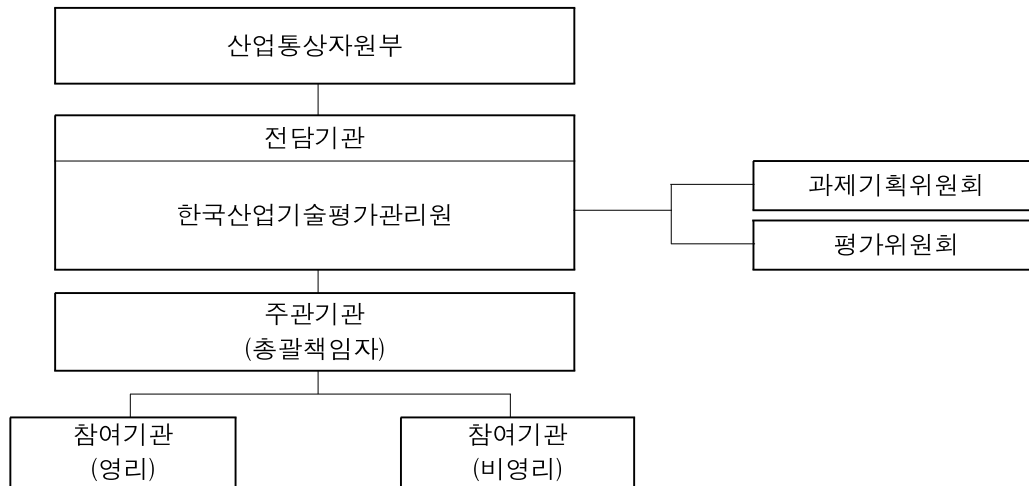 산업통상자원부
전담기관
한국산업기술평가관리원
과제기획위원회
평가위원회
주관기관
(총괄책임자)
참여기관
(영리)
참여기관
(비영리)